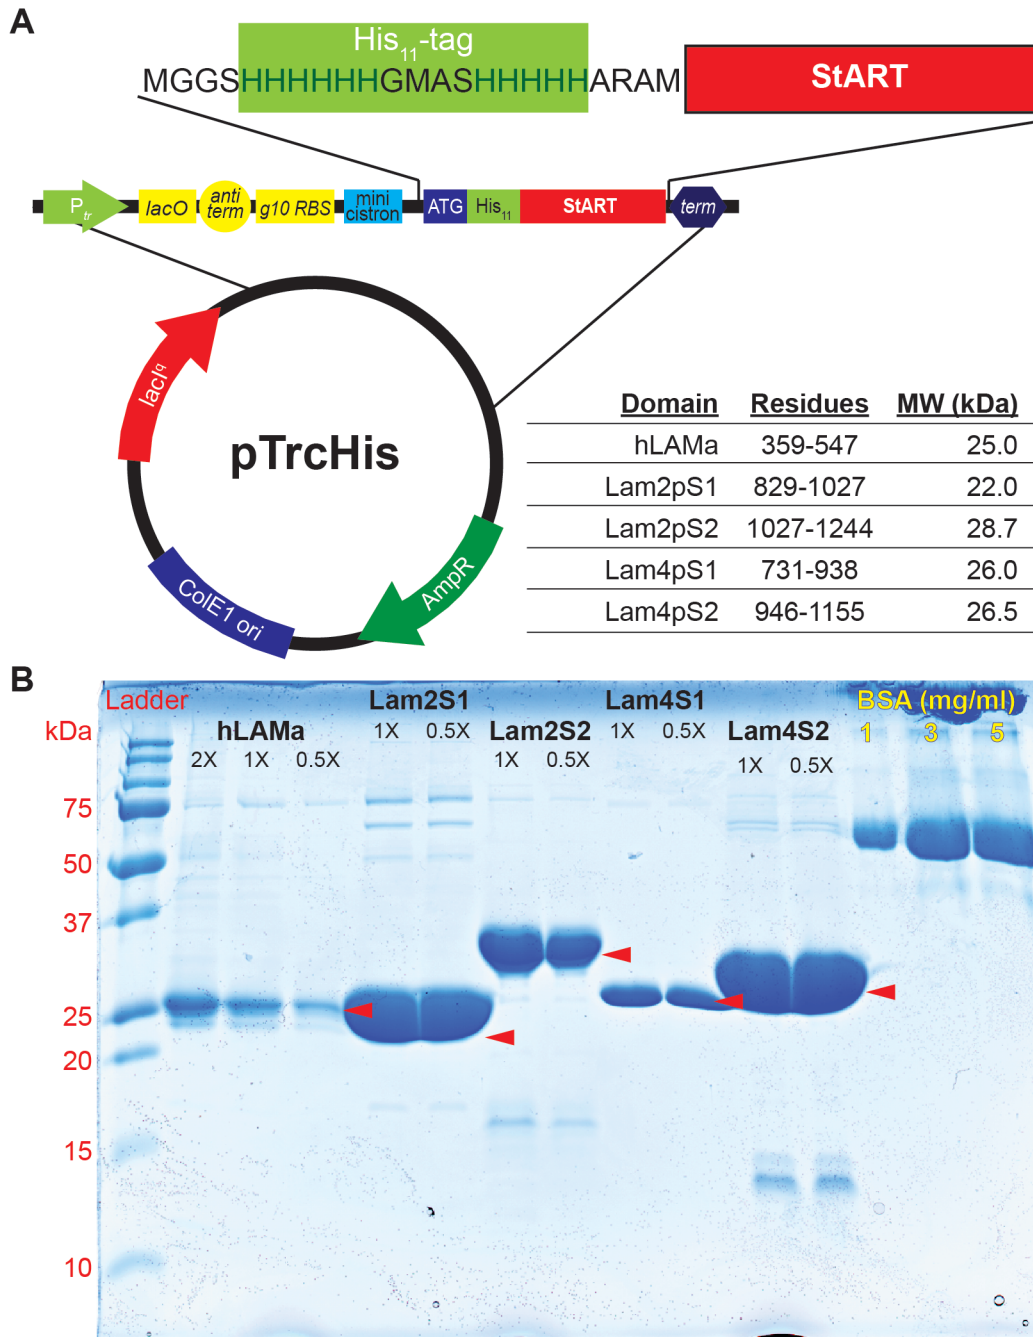 A
His11-tag
MGGSHHHHHHGMASHHHHHARAM StART
Ptr lacO anti term g10 RBS mini cistron ATG His11 StART term
lacIq
pTrcHis
ColE1 ori
AmpR
Domain Residues MW (kDa)
hLAMa 359-547 25.0
Lam2pS1 829-1027 22.0
Lam2pS2 1027-1244 28.7
Lam4pS1 731-938 26.0
Lam4pS2 946-1155 26.5
B
Ladder Lam2S1 Lam4S1 BSA (mg/ml)
kDa hLAMa 1X 0.5X Lam2S2 1X 0.5X Lam4S2 1 3 5
2X 1X 0.5X 1X 0.5X 1X 0.5X
75
50
37
25
20
15
10